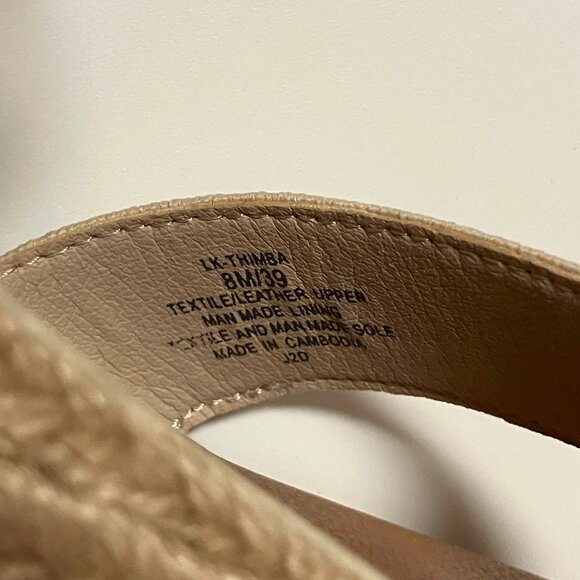 LK-THIMBA
8M/39
TEXTILE/LEATHER UPPER
MAN MADE LINING
TEXTILE AND MAN MADE SOLE
MADE IN CAMBODIA
J2D